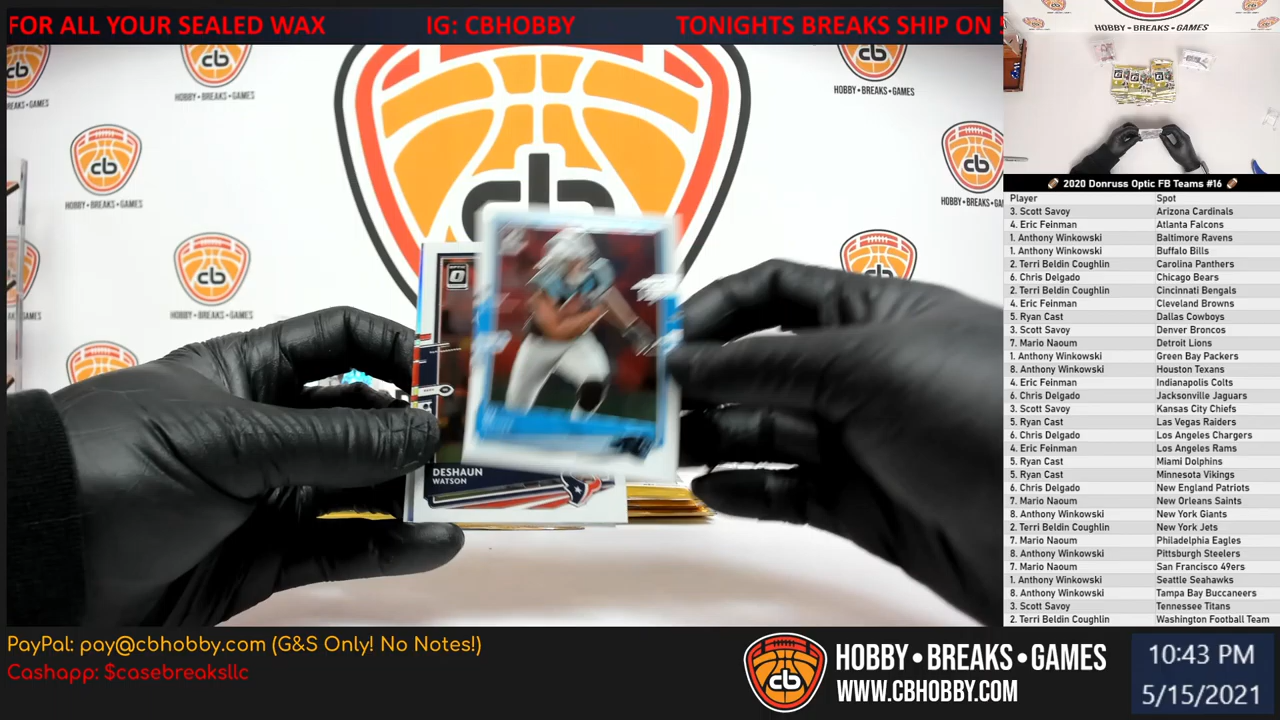 FOR ALL YOUR SEALED WAX IG: CBHOBBY TONIGHTS BREAKS SHIP ON
HOBBY • BREAKS • GAMES
HOBBY•BREAKS•GAMES
HOBBY•BREAKS•GAMES
HOBBY•BREAKS•GAMES
cb
DESHAUN
WATSON
🏈 2020 Donruss Optic FB Teams #16 🏈
Player Spot
3. Scott Savoy Arizona Cardinals
4. Eric Feinman Atlanta Falcons
1. Anthony Winkowski Baltimore Ravens
1. Anthony Winkowski Buffalo Bills
2. Terri Beldin Coughlin Carolina Panthers
6. Chris Delgado Chicago Bears
2. Terri Beldin Coughlin Cincinnati Bengals
4. Eric Feinman Cleveland Browns
5. Ryan Cast Dallas Cowboys
3. Scott Savoy Denver Broncos
7. Mario Naoum Detroit Lions
1. Anthony Winkowski Green Bay Packers
8. Anthony Winkowski Houston Texans
4. Eric Feinman Indianapolis Colts
6. Chris Delgado Jacksonville Jaguars
3. Scott Savoy Kansas City Chiefs
5. Ryan Cast Las Vegas Raiders
6. Chris Delgado Los Angeles Chargers
4. Eric Feinman Los Angeles Rams
5. Ryan Cast Miami Dolphins
5. Ryan Cast Minnesota Vikings
6. Chris Delgado New England Patriots
7. Mario Naoum New Orleans Saints
8. Anthony Winkowski New York Giants
2. Terri Beldin Coughlin New York Jets
7. Mario Naoum Philadelphia Eagles
8. Anthony Winkowski Pittsburgh Steelers
7. Mario Naoum San Francisco 49ers
1. Anthony Winkowski Seattle Seahawks
8. Anthony Winkowski Tampa Bay Buccaneers
3. Scott Savoy Tennessee Titans
2. Terri Beldin Coughlin Washington Football Team
PayPal: pay@cbhobby.com (G&S Only! No Notes!)
Cashapp: $casebreaksllc
cb
HOBBY•BREAKS•GAMES
WWW.CBHOBBY.COM
10:43 PM
5/15/2021